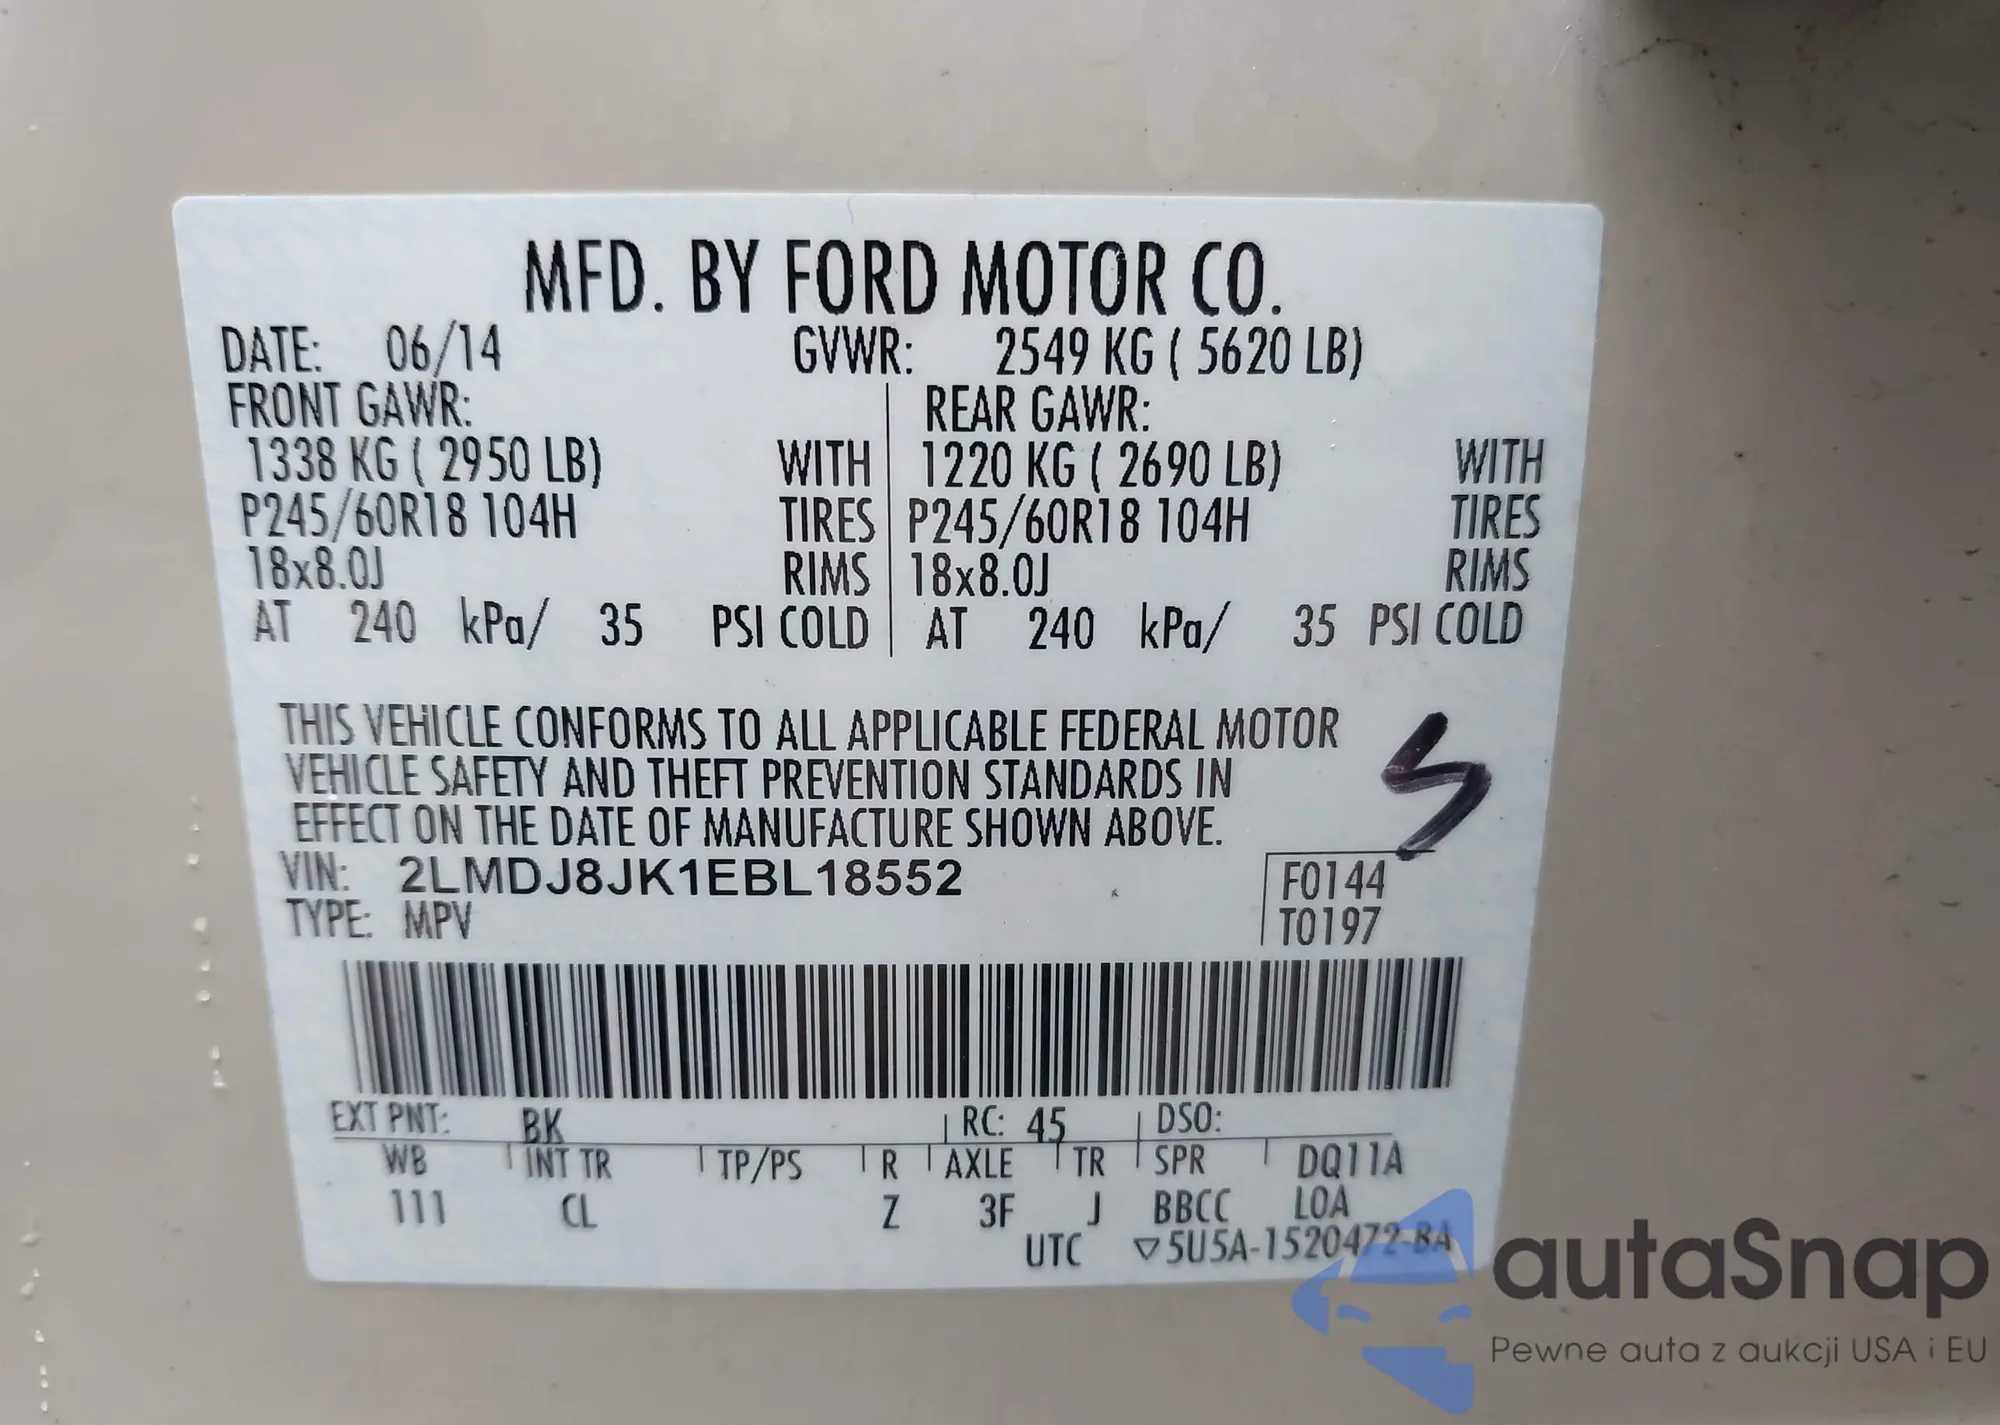 MFD. BY FORD MOTOR CO.
DATE: 06/14 GVWR: 2549 KG ( 5620 LB)
FRONT GAWR: REAR GAWR:
1338 KG ( 2950 LB) WITH 1220 KG ( 2690 LB) WITH
P245/60R18 104H TIRES P245/60R18 104H TIRES
18x8.0J RIMS 18x8.0J RIMS
AT 240 kPa/ 35 PSI COLD AT 240 kPa/ 35 PSI COLD
THIS VEHICLE CONFORMS TO ALL APPLICABLE FEDERAL MOTOR
VEHICLE SAFETY AND THEFT PREVENTION STANDARDS IN
EFFECT ON THE DATE OF MANUFACTURE SHOWN ABOVE.
VIN: 2LMDJ8JK1EBL18552 F0144
TYPE: MPV T0197
EXT PNT: BK RC: 45 DSO:
WB INT TR TP/PS R AXLE TR SPR DQ11A
111 CL Z 3F J BBCC LOA
UTC ▽5U5A-1520472-BA
autaSnap
Pewne auta z aukcji USA i EU